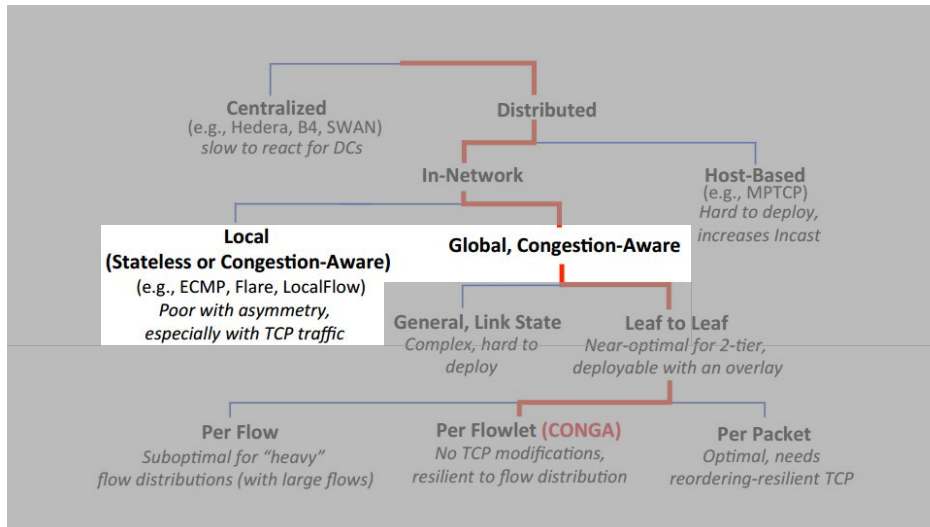 Centralized
(e.g., Hedera, B4, SWAN)
slow to react for DCs
Distributed
In-Network
Host-Based
(e.g., MPTCP)
Hard to deploy,
increases Incast
Local
(Stateless or Congestion-Aware)
(e.g., ECMP, Flare, LocalFlow)
Poor with asymmetry,
especially with TCP traffic
Global, Congestion-Aware
General, Link State
Complex, hard to
deploy
Leaf to Leaf
Near-optimal for 2-tier,
deployable with an overlay
Per Flow
Suboptimal for “heavy”
flow distributions (with large flows)
Per Flowlet (CONGA)
No TCP modifications,
resilient to flow distribution
Per Packet
Optimal, needs
reordering-resilient TCP